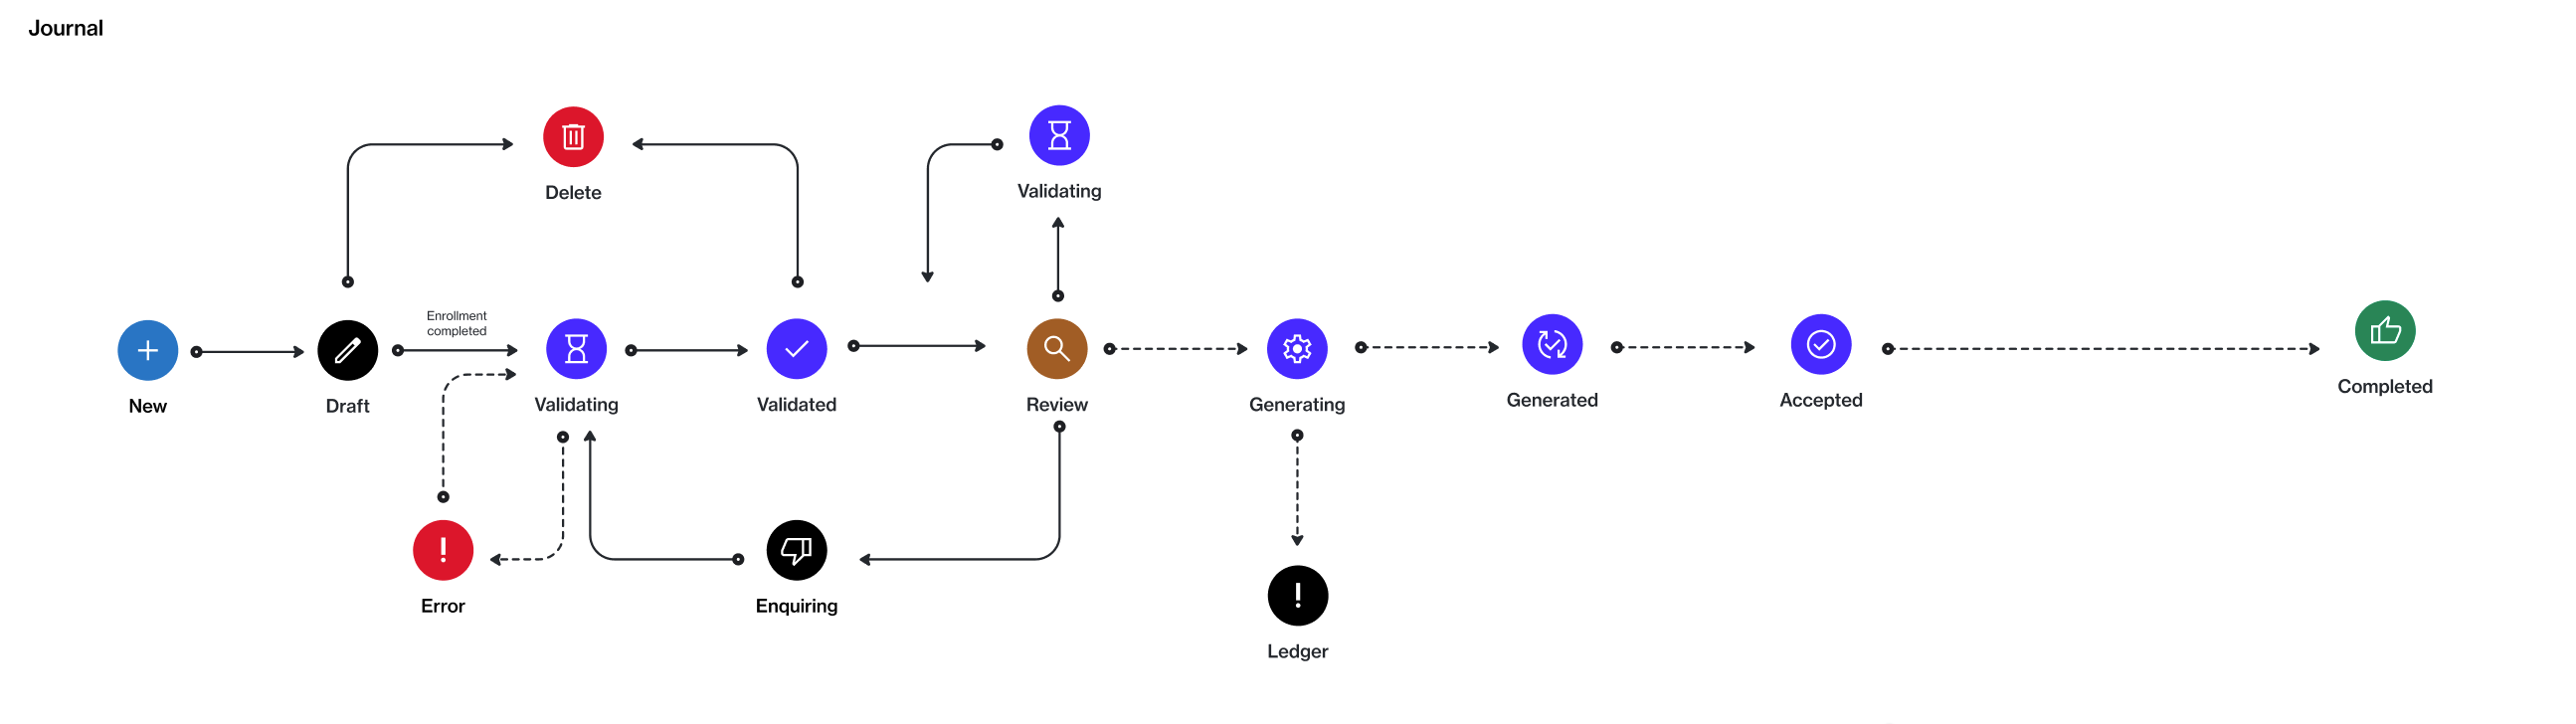 Journal
Delete
Validating
Enrollment
completed
New
Draft
Validating
Validated
Review
Generating
Generated
Accepted
Completed
Error
Enquiring
Ledger